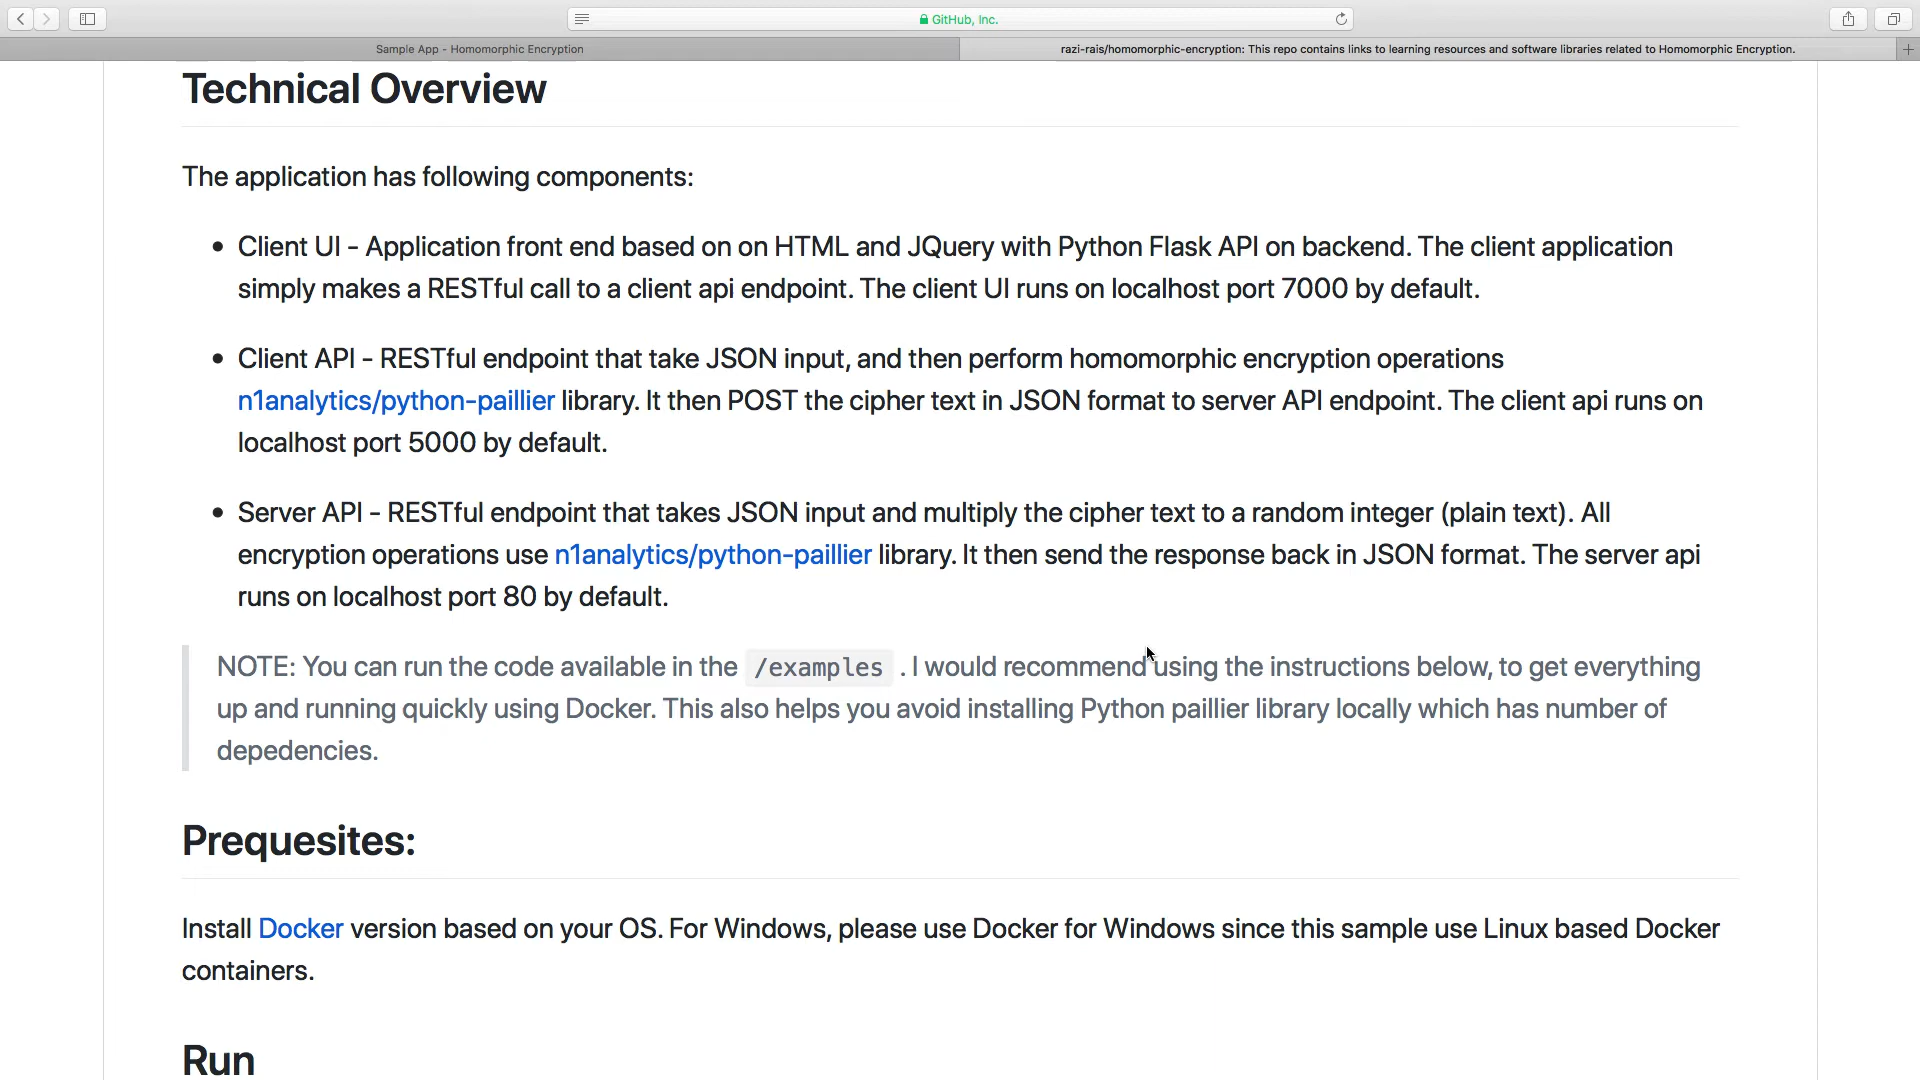 GitHub, Inc.
Sample App - Homomorphic Encryption
razi-rais/homomorphic-encryption: This repo contains links to learning resources and software libraries related to Homomorphic Encryption.
Technical Overview
The application has following components:
• Client UI - Application front end based on on HTML and JQuery with Python Flask API on backend. The client application
simply makes a RESTful call to a client api endpoint. The client UI runs on localhost port 7000 by default.
• Client API - RESTful endpoint that take JSON input, and then perform homomorphic encryption operations
n1analytics/python-paillier library. It then POST the cipher text in JSON format to server API endpoint. The client api runs on
localhost port 5000 by default.
• Server API - RESTful endpoint that takes JSON input and multiply the cipher text to a random integer (plain text). All
encryption operations use n1analytics/python-paillier library. It then send the response back in JSON format. The server api
runs on localhost port 80 by default.
NOTE: You can run the code available in the /examples . I would recommend using the instructions below, to get everything
up and running quickly using Docker. This also helps you avoid installing Python paillier library locally which has number of
depedencies.
Prequesites:
Install Docker version based on your OS. For Windows, please use Docker for Windows since this sample use Linux based Docker
containers.
Run